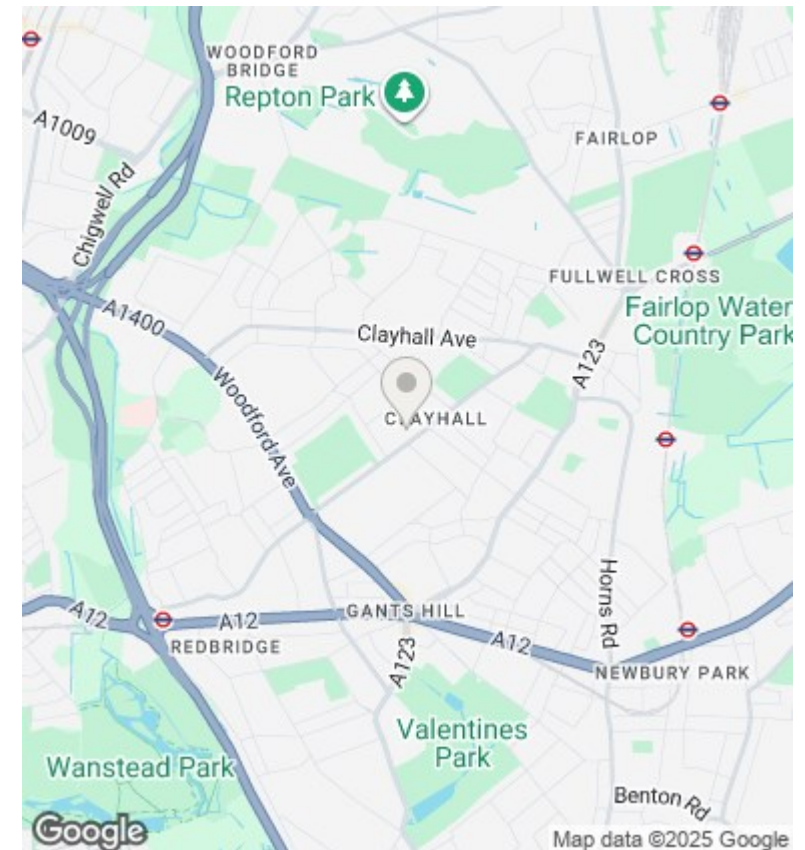 WOODFORD
BRIDGE
Repton Park
A1009
FAIRLOP
Chigwell Rd
FULLWELL CROSS
A1400
Fairlop Water
Country Park
Clayhall Ave
A123
Woodford Ave
CLAYHALL
Horns Rd
A12
A12
GANTS HILL
A12
REDBRIDGE
A123
NEWBURY PARK
Valentines
Park
Wanstead Park
Benton Rd
Google
Map data ©2025 Google